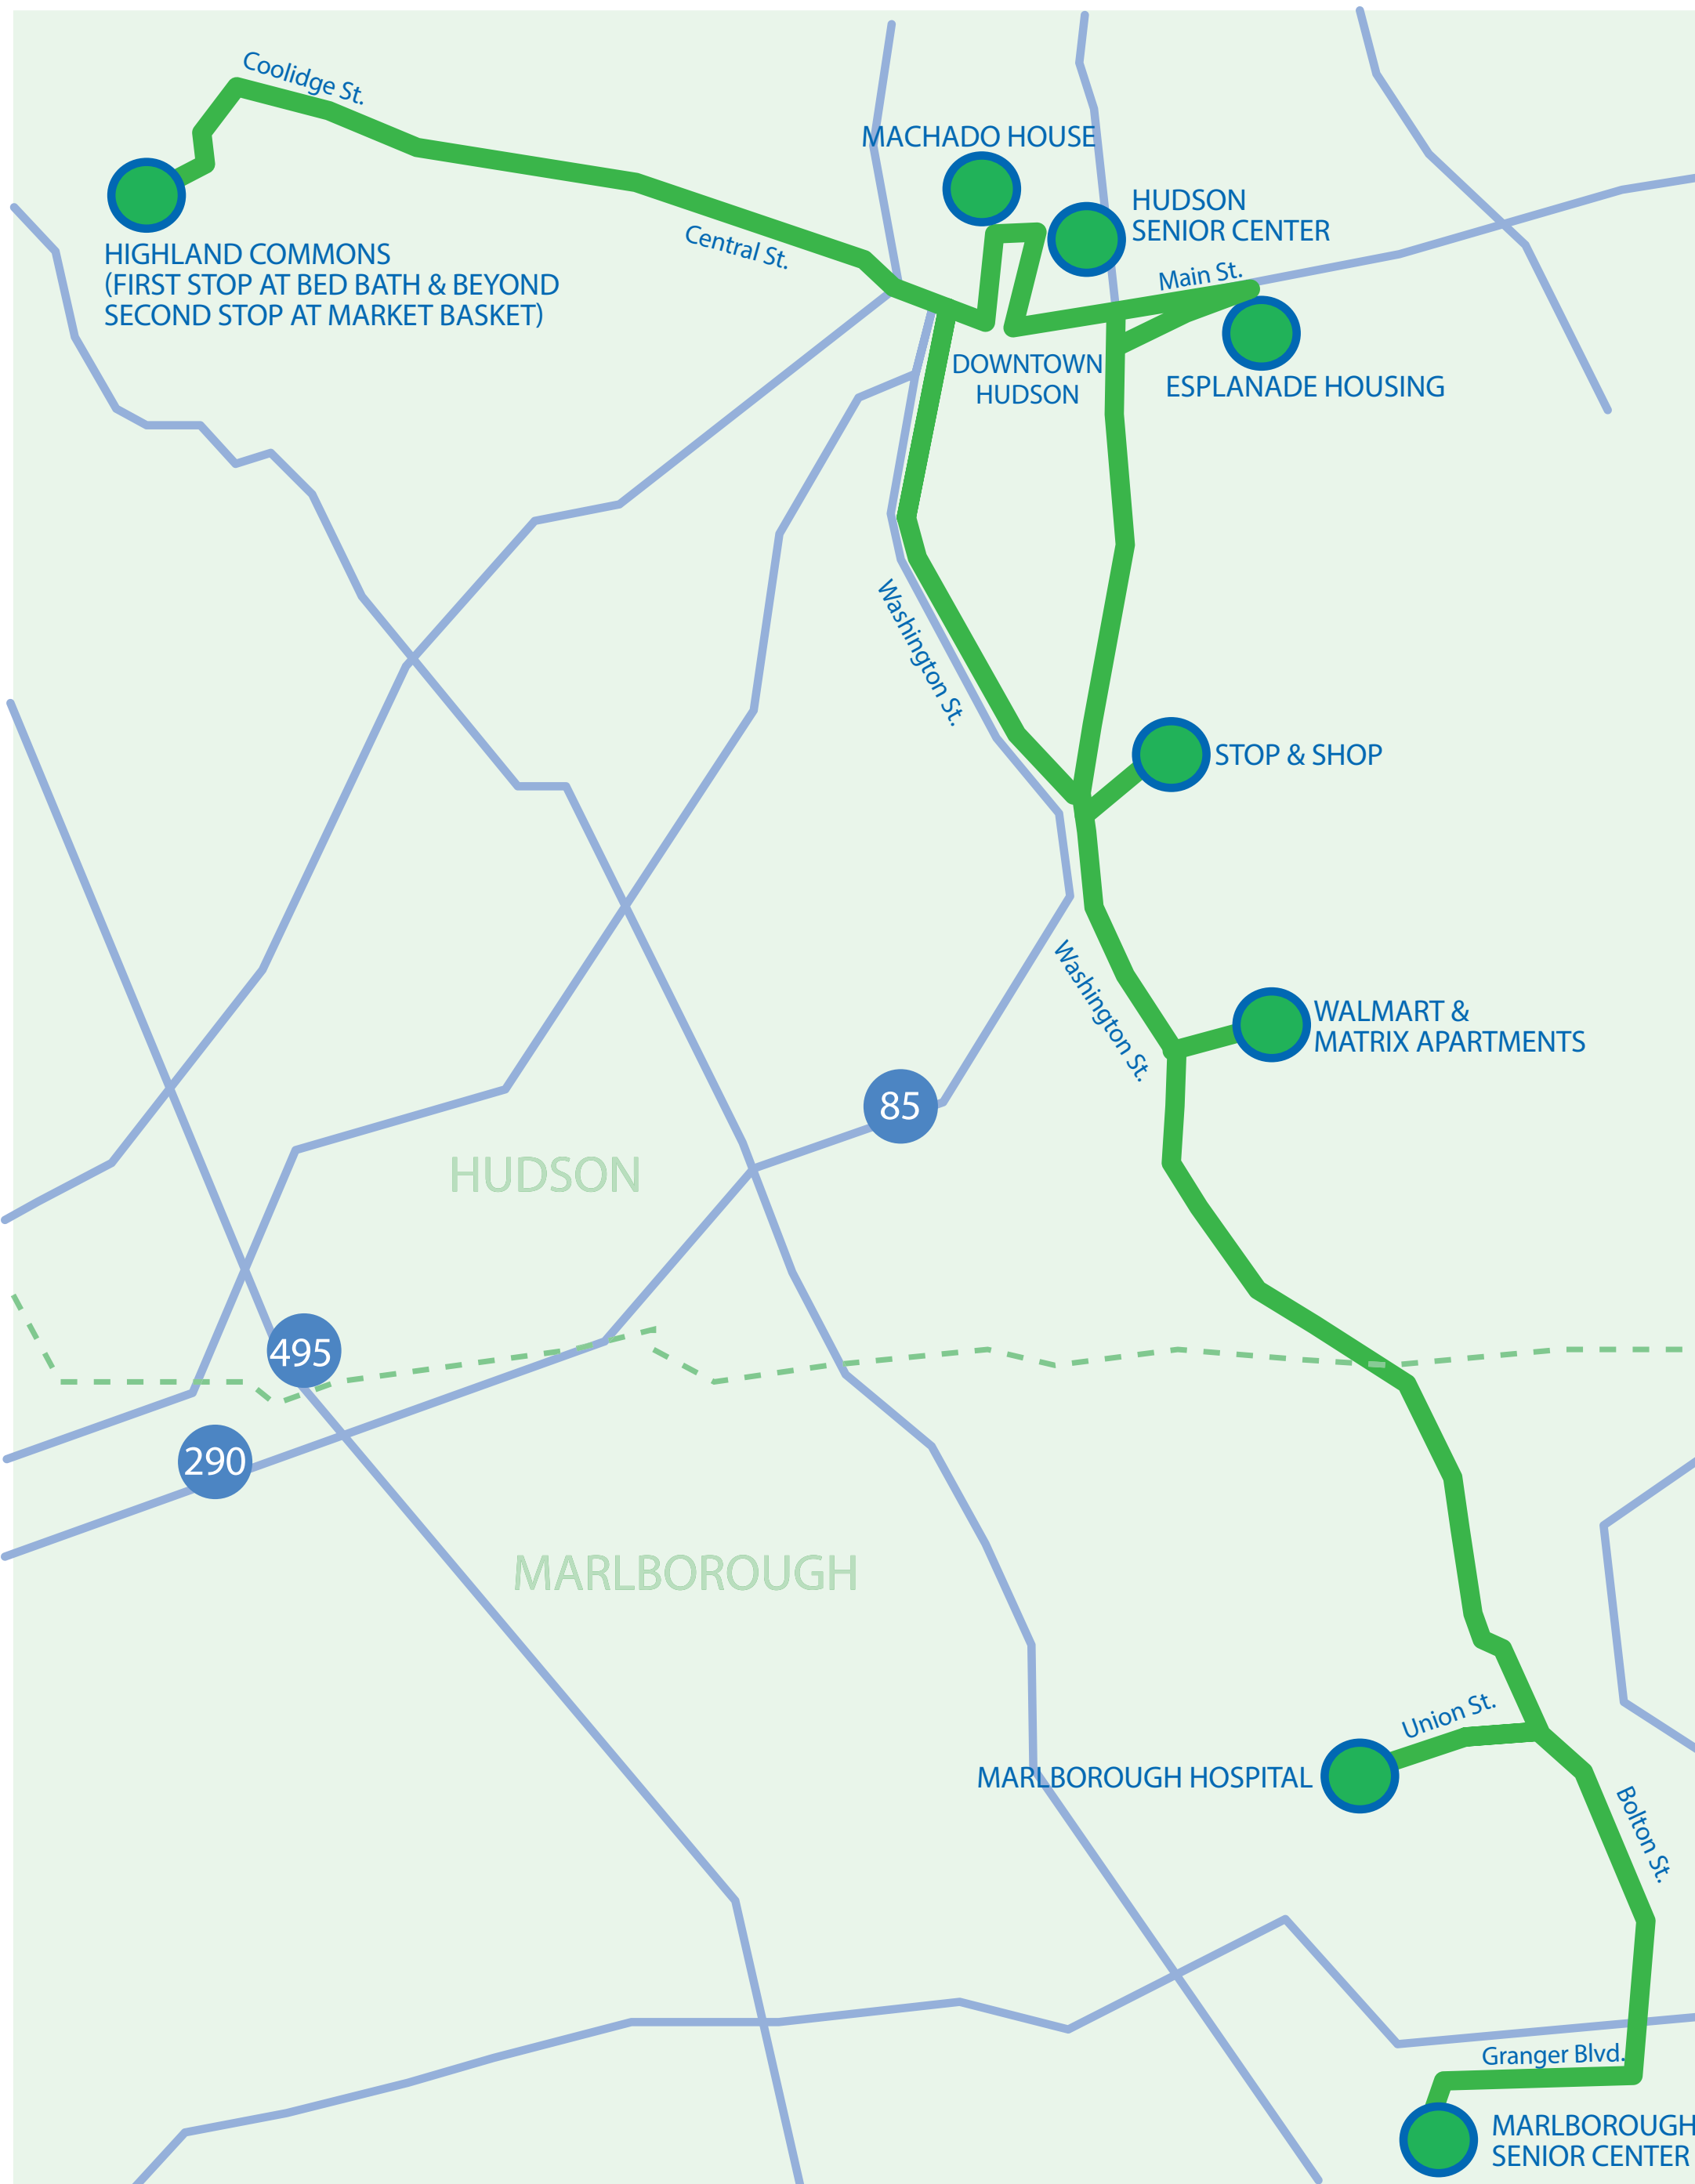 Coolidge St.
MACHADO HOUSE
HUDSON
SENIOR CENTER
Central St.
HIGHLAND COMMONS
(FIRST STOP AT BED BATH & BEYOND
SECOND STOP AT MARKET BASKET)
Main St.
DOWNTOWN
HUDSON
ESPLANADE HOUSING
Washington St.
STOP & SHOP
Washington St.
WALMART &
MATRIX APARTMENTS
85
HUDSON
495
290
MARLBOROUGH
Union St.
MARLBOROUGH HOSPITAL
Bolton St.
Granger Blvd.
MARLBOROUGH
SENIOR CENTER